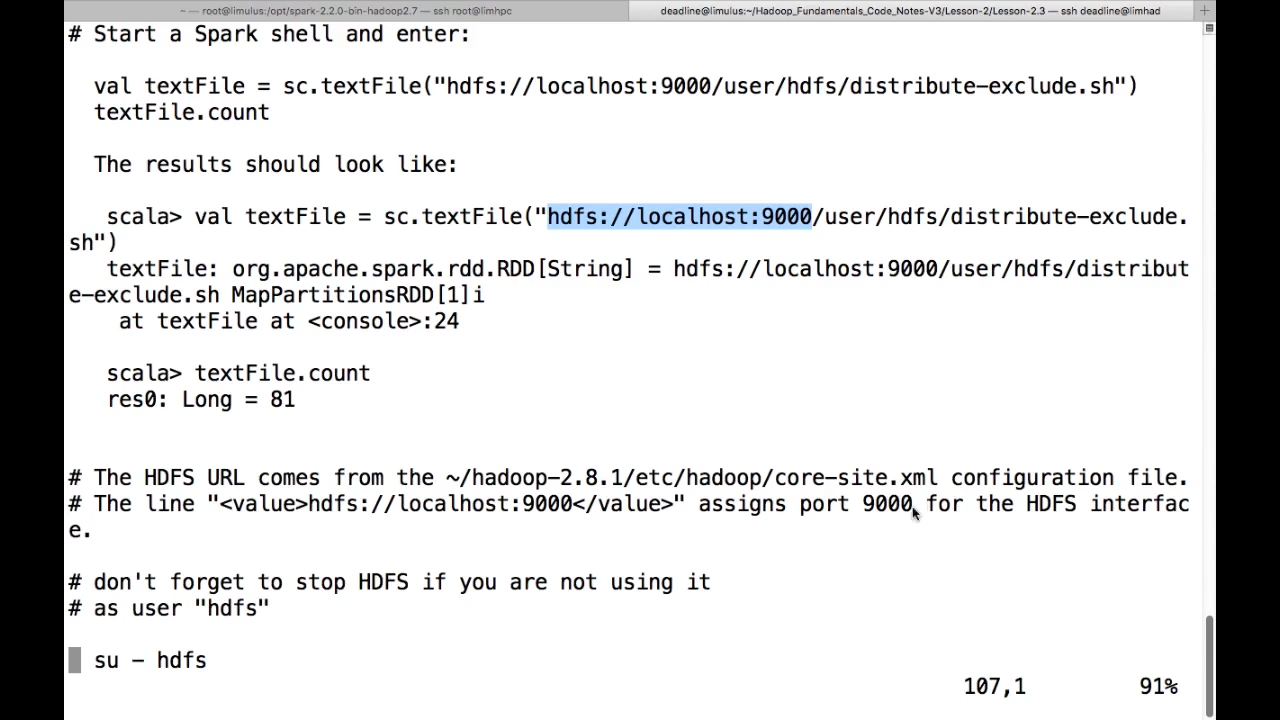 ~ — root@limulus:/opt/spark-2.2.0-bin-hadoop2.7 — ssh root@limhpc
deadline@limulus:~/Hadoop_Fundamentals_Code_Notes-V3/Lesson-2/Lesson-2.3 — ssh deadline@limhad
# Start a Spark shell and enter:
val textFile = sc.textFile("hdfs://localhost:9000/user/hdfs/distribute-exclude.sh")
textFile.count
The results should look like:
scala> val textFile = sc.textFile("hdfs://localhost:9000/user/hdfs/distribute-exclude.
sh")
textFile: org.apache.spark.rdd.RDD[String] = hdfs://localhost:9000/user/hdfs/distribut
e-exclude.sh MapPartitionsRDD[1]i
at textFile at <console>:24
scala> textFile.count
res0: Long = 81
# The HDFS URL comes from the ~/hadoop-2.8.1/etc/hadoop/core-site.xml configuration file.
# The line "<value>hdfs://localhost:9000</value>" assigns port 9000 for the HDFS interfac
e.
# don't forget to stop HDFS if you are not using it
# as user "hdfs"
su - hdfs
107,1 91%